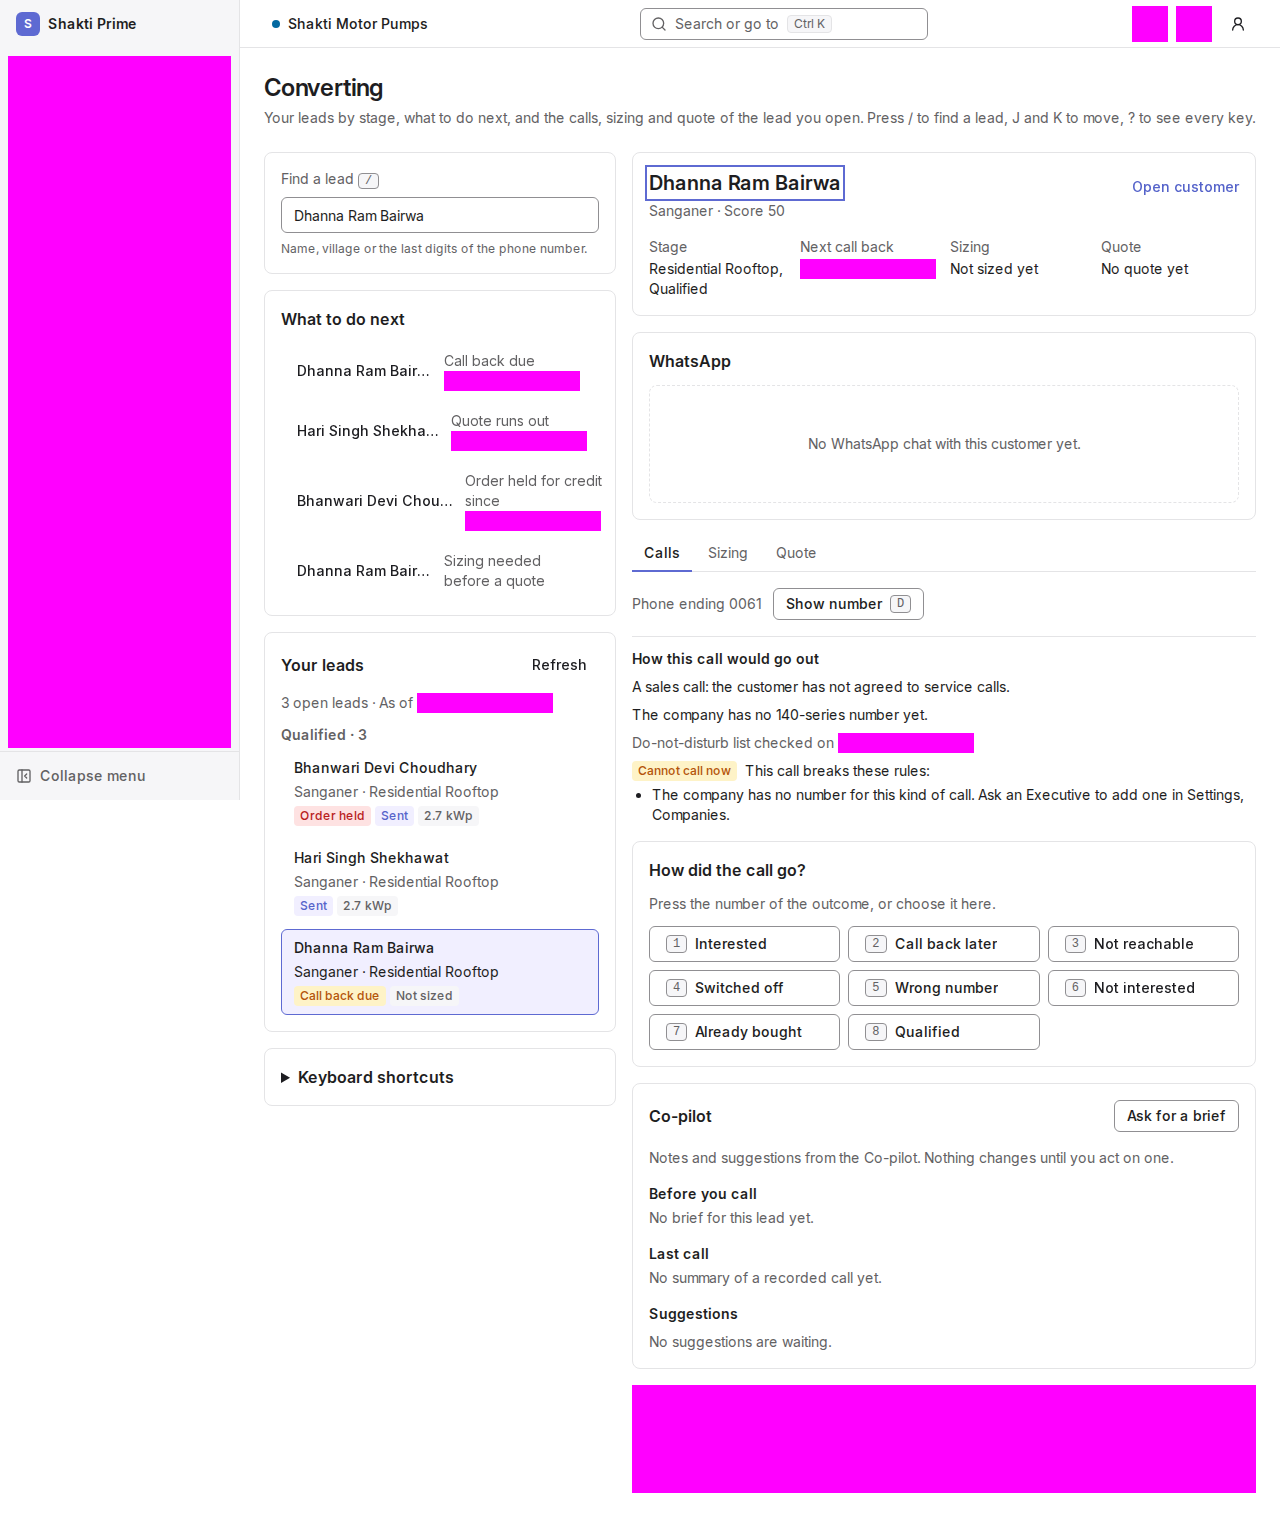 S Shakti Prime
Shakti Motor Pumps
Search or go to Ctrl K
Converting
Your leads by stage, what to do next, and the calls, sizing and quote of the lead you open. Press / to find a lead, J and K to move, ? to see every key.
Find a lead /
Dhanna Ram Bairwa
Name, village or the last digits of the phone number.
What to do next
Dhanna Ram Bair…
Call back due
Hari Singh Shekha…
Quote runs out
Bhanwari Devi Chou…
Order held for credit
since
Dhanna Ram Bair…
Sizing needed
before a quote
Your leads
Refresh
3 open leads · As of
Qualified · 3
Bhanwari Devi Choudhary
Sanganer · Residential Rooftop
Order held Sent 2.7 kWp
Hari Singh Shekhawat
Sanganer · Residential Rooftop
Sent 2.7 kWp
Dhanna Ram Bairwa
Sanganer · Residential Rooftop
Call back due Not sized
Keyboard shortcuts
Dhanna Ram Bairwa
Open customer
Sanganer · Score 50
Stage
Residential Rooftop,
Qualified
Next call back
Sizing
Not sized yet
Quote
No quote yet
WhatsApp
No WhatsApp chat with this customer yet.
Calls Sizing Quote
Phone ending 0061 Show number D
How this call would go out
A sales call: the customer has not agreed to service calls.
The company has no 140-series number yet.
Do-not-disturb list checked on
Cannot call now This call breaks these rules:
• The company has no number for this kind of call. Ask an Executive to add one in Settings,
Companies.
How did the call go?
Press the number of the outcome, or choose it here.
1 Interested 2 Call back later 3 Not reachable
4 Switched off 5 Wrong number 6 Not interested
7 Already bought 8 Qualified
Co-pilot
Ask for a brief
Notes and suggestions from the Co-pilot. Nothing changes until you act on one.
Before you call
No brief for this lead yet.
Last call
No summary of a recorded call yet.
Suggestions
No suggestions are waiting.
Collapse menu